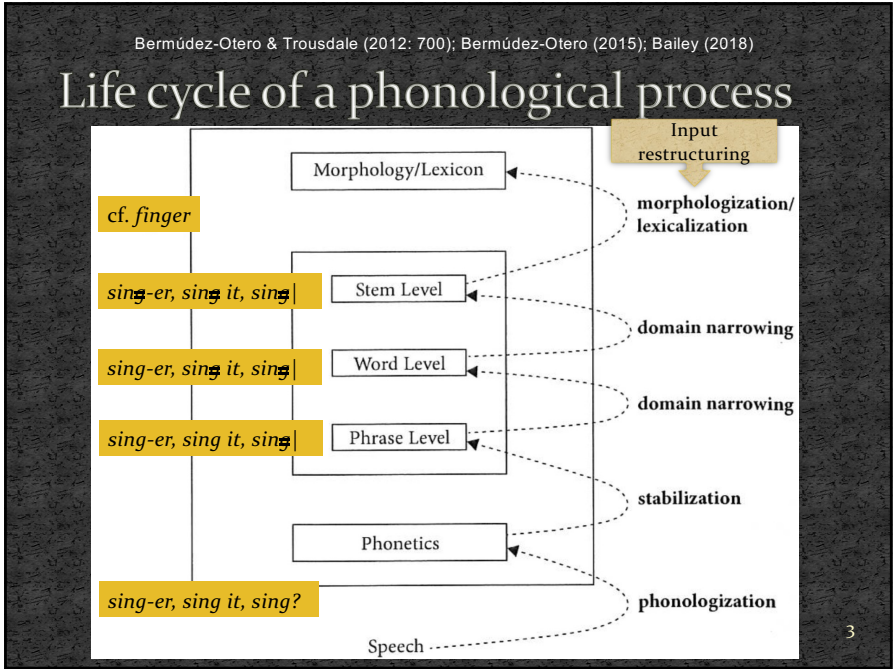 Bermúdez-Otero & Trousdale (2012: 700); Bermúdez-Otero (2015); Bailey (2018)
Life cycle of a phonological process
Input
restructuring
Morphology/Lexicon
morphologization/
lexicalization
cf. finger
sing-er, sing it, sing|
Stem Level
domain narrowing
sing-er, sing it, sing|
Word Level
domain narrowing
sing-er, sing it, sing|
Phrase Level
stabilization
Phonetics
sing-er, sing it, sing?
phonologization
Speech
3